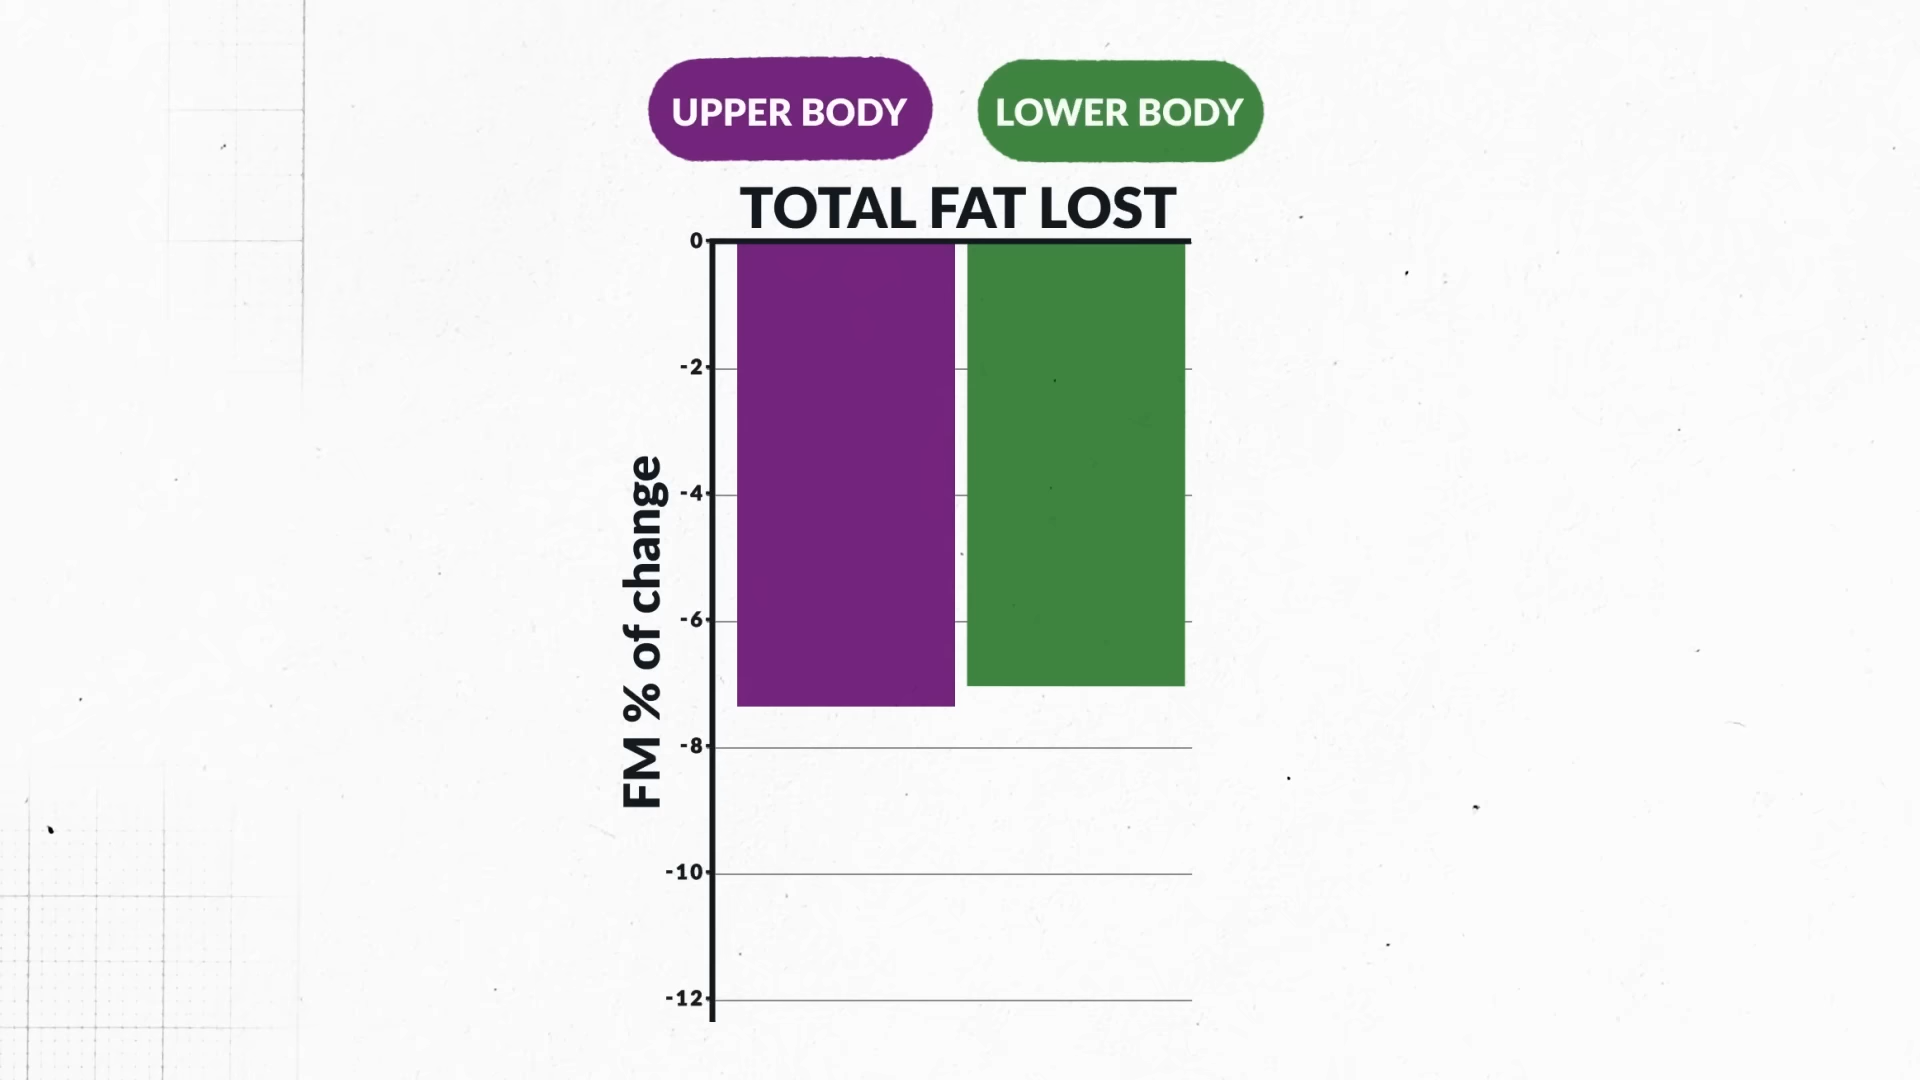 UPPER BODY
LOWER BODY
TOTAL FAT LOST
0
-2
-4
-6
-8
-10
-12
FM % of change